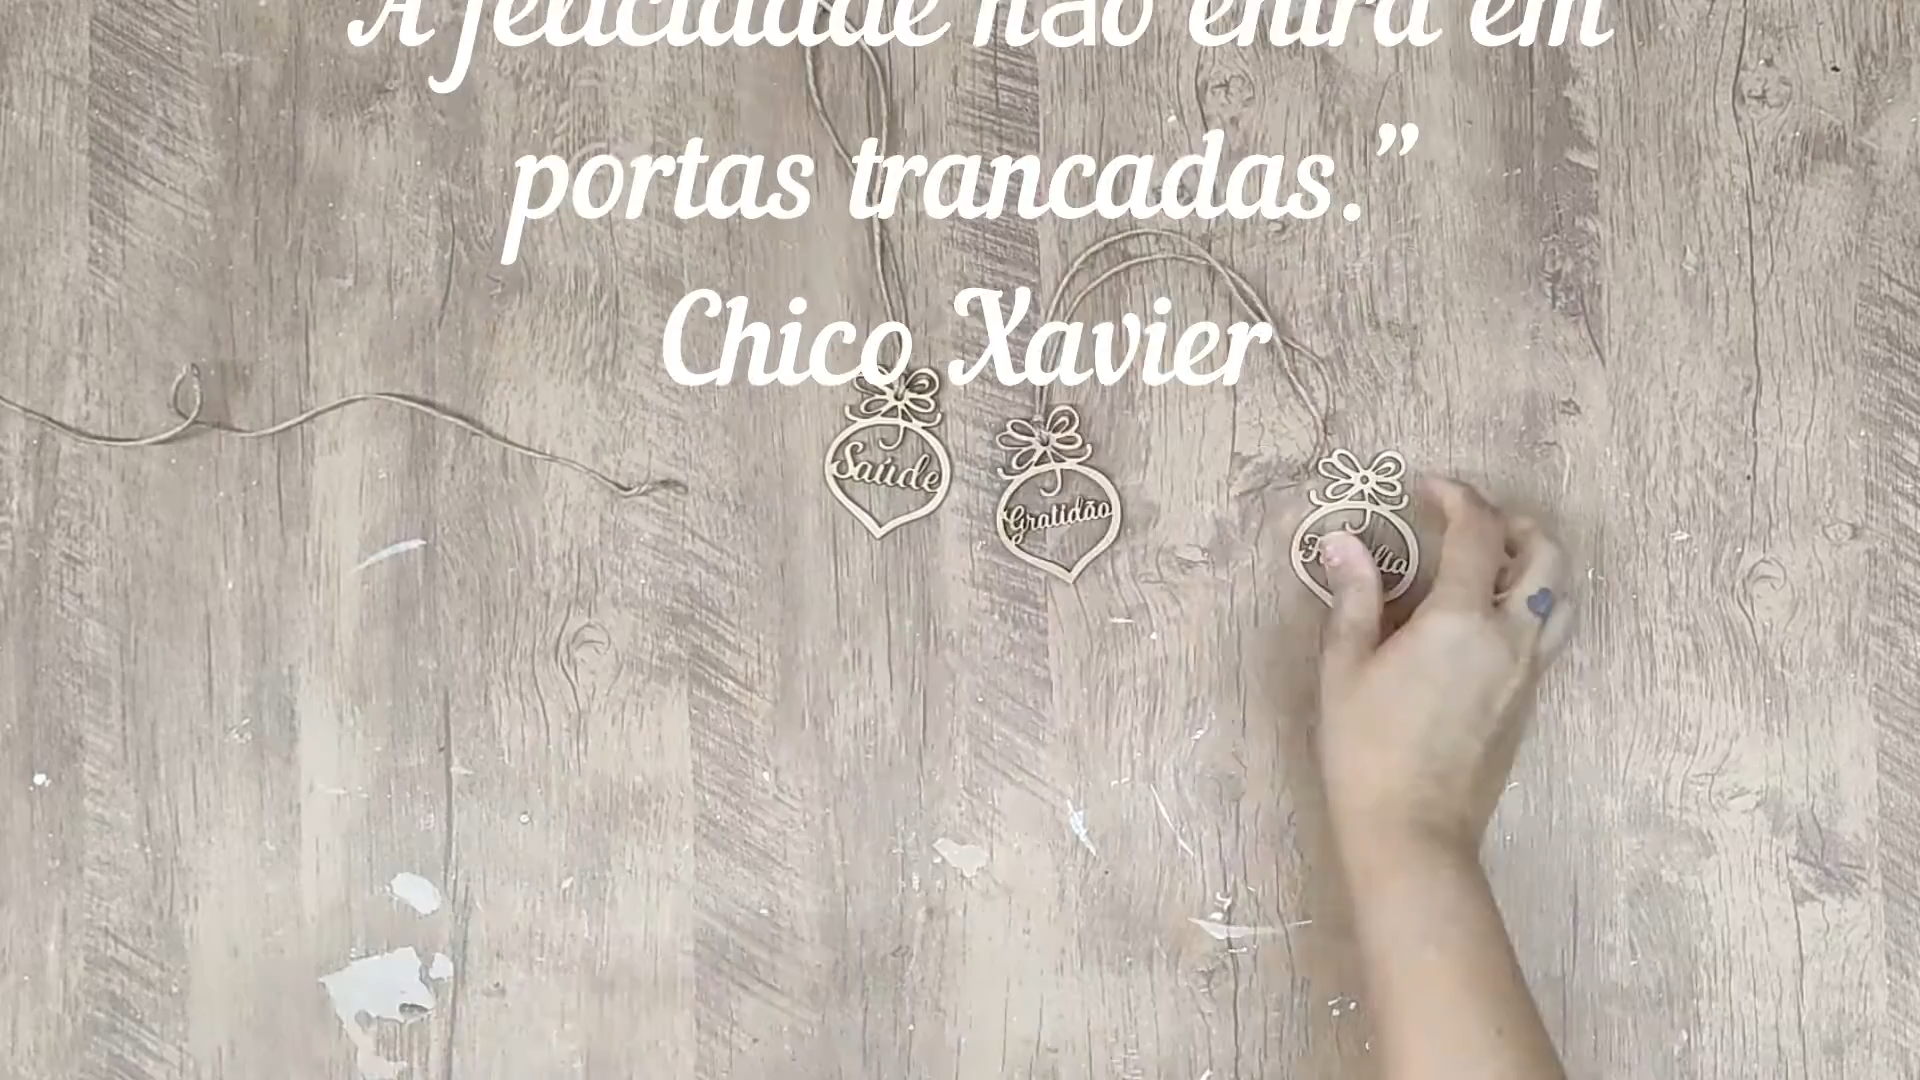 A felicidade não entra em
portas trancadas.”
Chico Xavier
Saúde
Gratidão